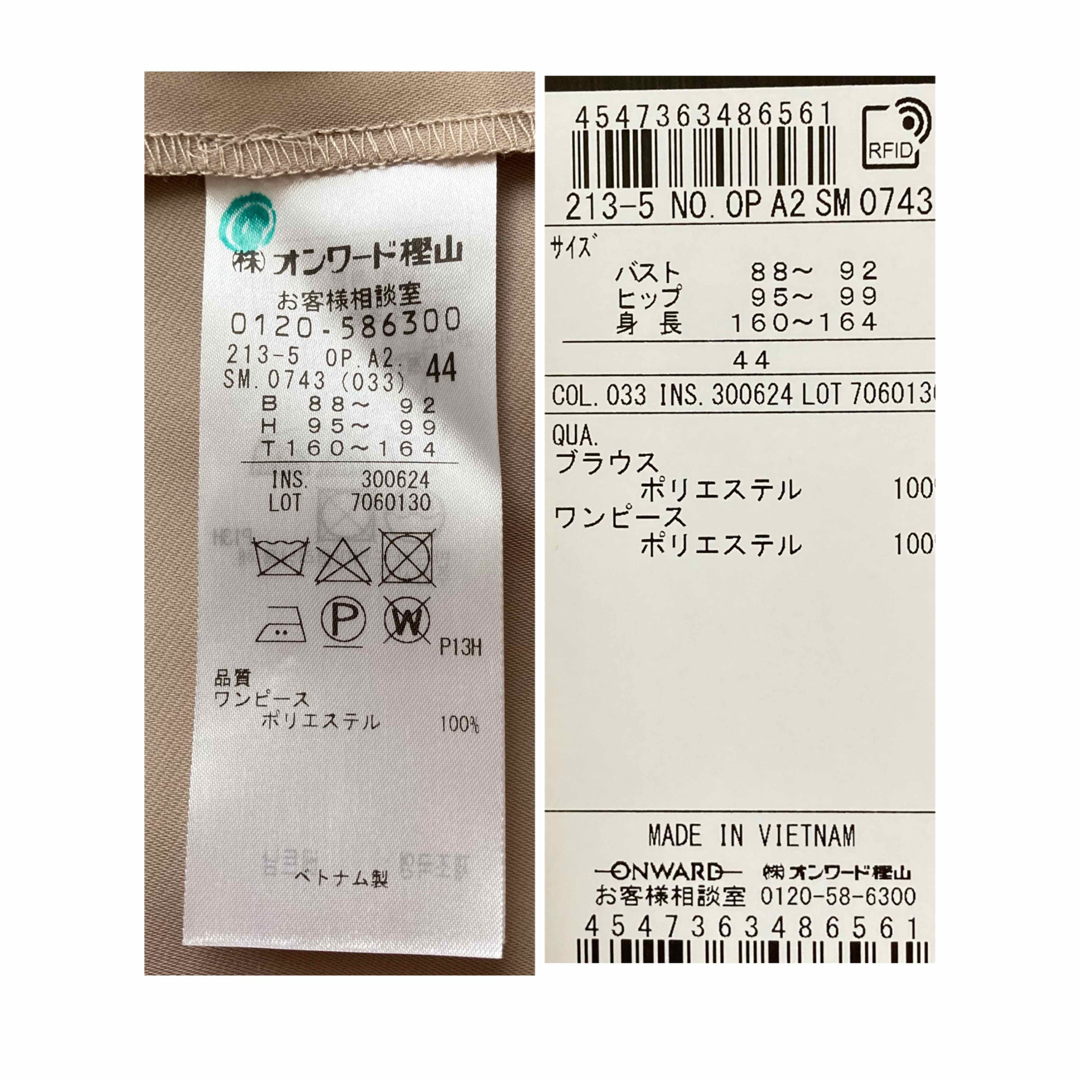 (株)オンワード樫山
お客様相談室
0120-586300
213-5 OP.A2.
SM.0743 (033) 44
B 88～ 92
H 95～ 99
T160～164
INS. 300624
LOT 7060130
P
W
P13H
品質
ワンピース
ポリエステル 100%
ベトナム製
4547363486561
RFID
213-5 NO. OP A2 SM 0743
サイズ
バスト 88～ 92
ヒップ 95～ 99
身長 160～164
44
COL. 033 INS. 300624 LOT 706013
QUA.
ブラウス
ポリエステル 100
ワンピース
ポリエステル 100
MADE IN VIETNAM
ONWARD (株)オンワード樫山
お客様相談室 0120-58-6300
4547363486561